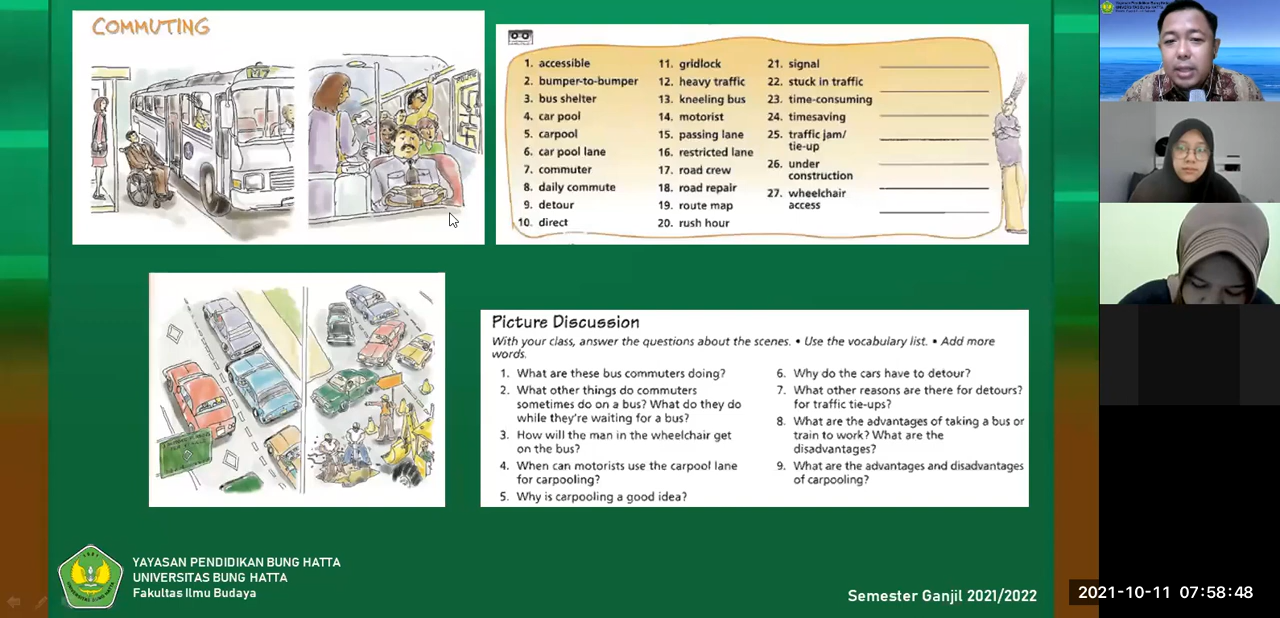 COMMUTING
M7
1. accessible
2. bumper-to-bumper
3. bus shelter
4. car pool
5. carpool
6. car pool lane
7. commuter
8. daily commute
9. detour
10. direct
11. gridlock
12. heavy traffic
13. kneeling bus
14. motorist
15. passing lane
16. restricted lane
17. road crew
18. road repair
19. route map
20. rush hour
21. signal
22. stuck in traffic
23. time-consuming
24. timesaving
25. traffic jam/
tie-up
26. under
construction
27. wheelchair
access
Picture Discussion
With your class, answer the questions about the scenes. • Use the vocabulary list. • Add more
words.
1. What are these bus commuters doing?
2. What other things do commuters
sometimes do on a bus? What do they do
while they're waiting for a bus?
3. How will the man in the wheelchair get
on the bus?
4. When can motorists use the carpool lane
for carpooling?
5. Why is carpooling a good idea?
6. Why do the cars have to detour?
7. What other reasons are there for detours?
for traffic tie-ups?
8. What are the advantages of taking a bus or
train to work? What are the
disadvantages?
9. What are the advantages and disadvantages
of carpooling?
YAYASAN PENDIDIKAN BUNG HATTA
UNIVERSITAS BUNG HATTA
Fakultas Ilmu Budaya
Semester Ganjil 2021/2022
2021-10-11 07:58:48